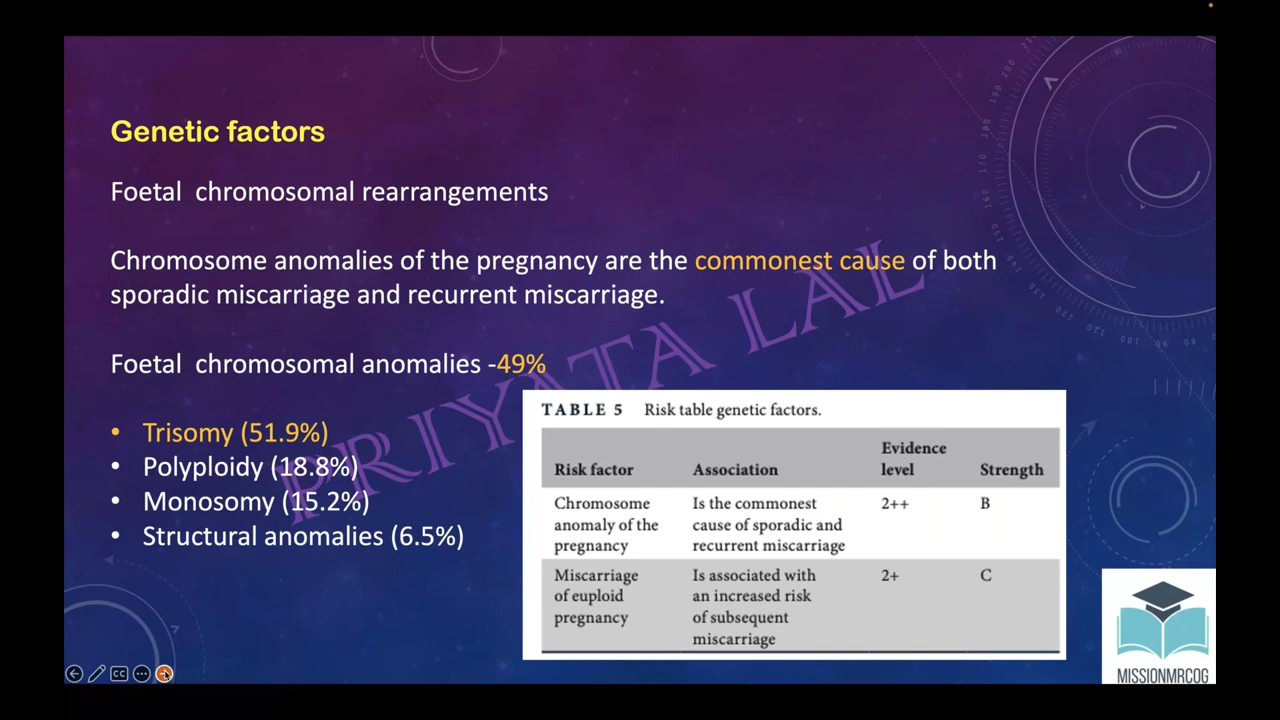 Genetic factors
Foetal chromosomal rearrangements
Chromosome anomalies of the pregnancy are the commonest cause of both
sporadic miscarriage and recurrent miscarriage.
Foetal chromosomal anomalies -49%
• Trisomy (51.9%)
• Polyploidy (18.8%)
• Monosomy (15.2%)
• Structural anomalies (6.5%)
PRIYATA LAL
TABLE 5 Risk table genetic factors.
Evidence
Risk factor Association level Strength
Chromosome Is the commonest 2++ B
anomaly of the cause of sporadic and
pregnancy recurrent miscarriage
Miscarriage Is associated with 2+ C
of euploid an increased risk
pregnancy of subsequent
miscarriage
CC
MISSIONMRCOG